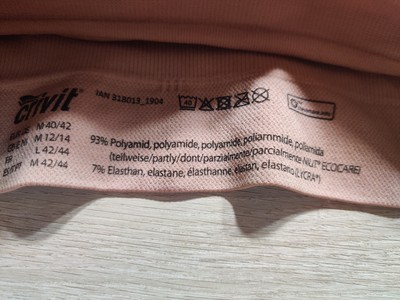 crivit
IAN 318013_1904
40
M 40/42
M 12/14
L 42/44
M 42/44
93% Polyamid, polyamide, polyamide, poliammide, poliamida
(teilweise/partly/dont/parzialmente/parcialmente NILIT® ECOCARE)
7% Elasthan, elastane, élasthanne, elastan, elastano (LYCRA®)